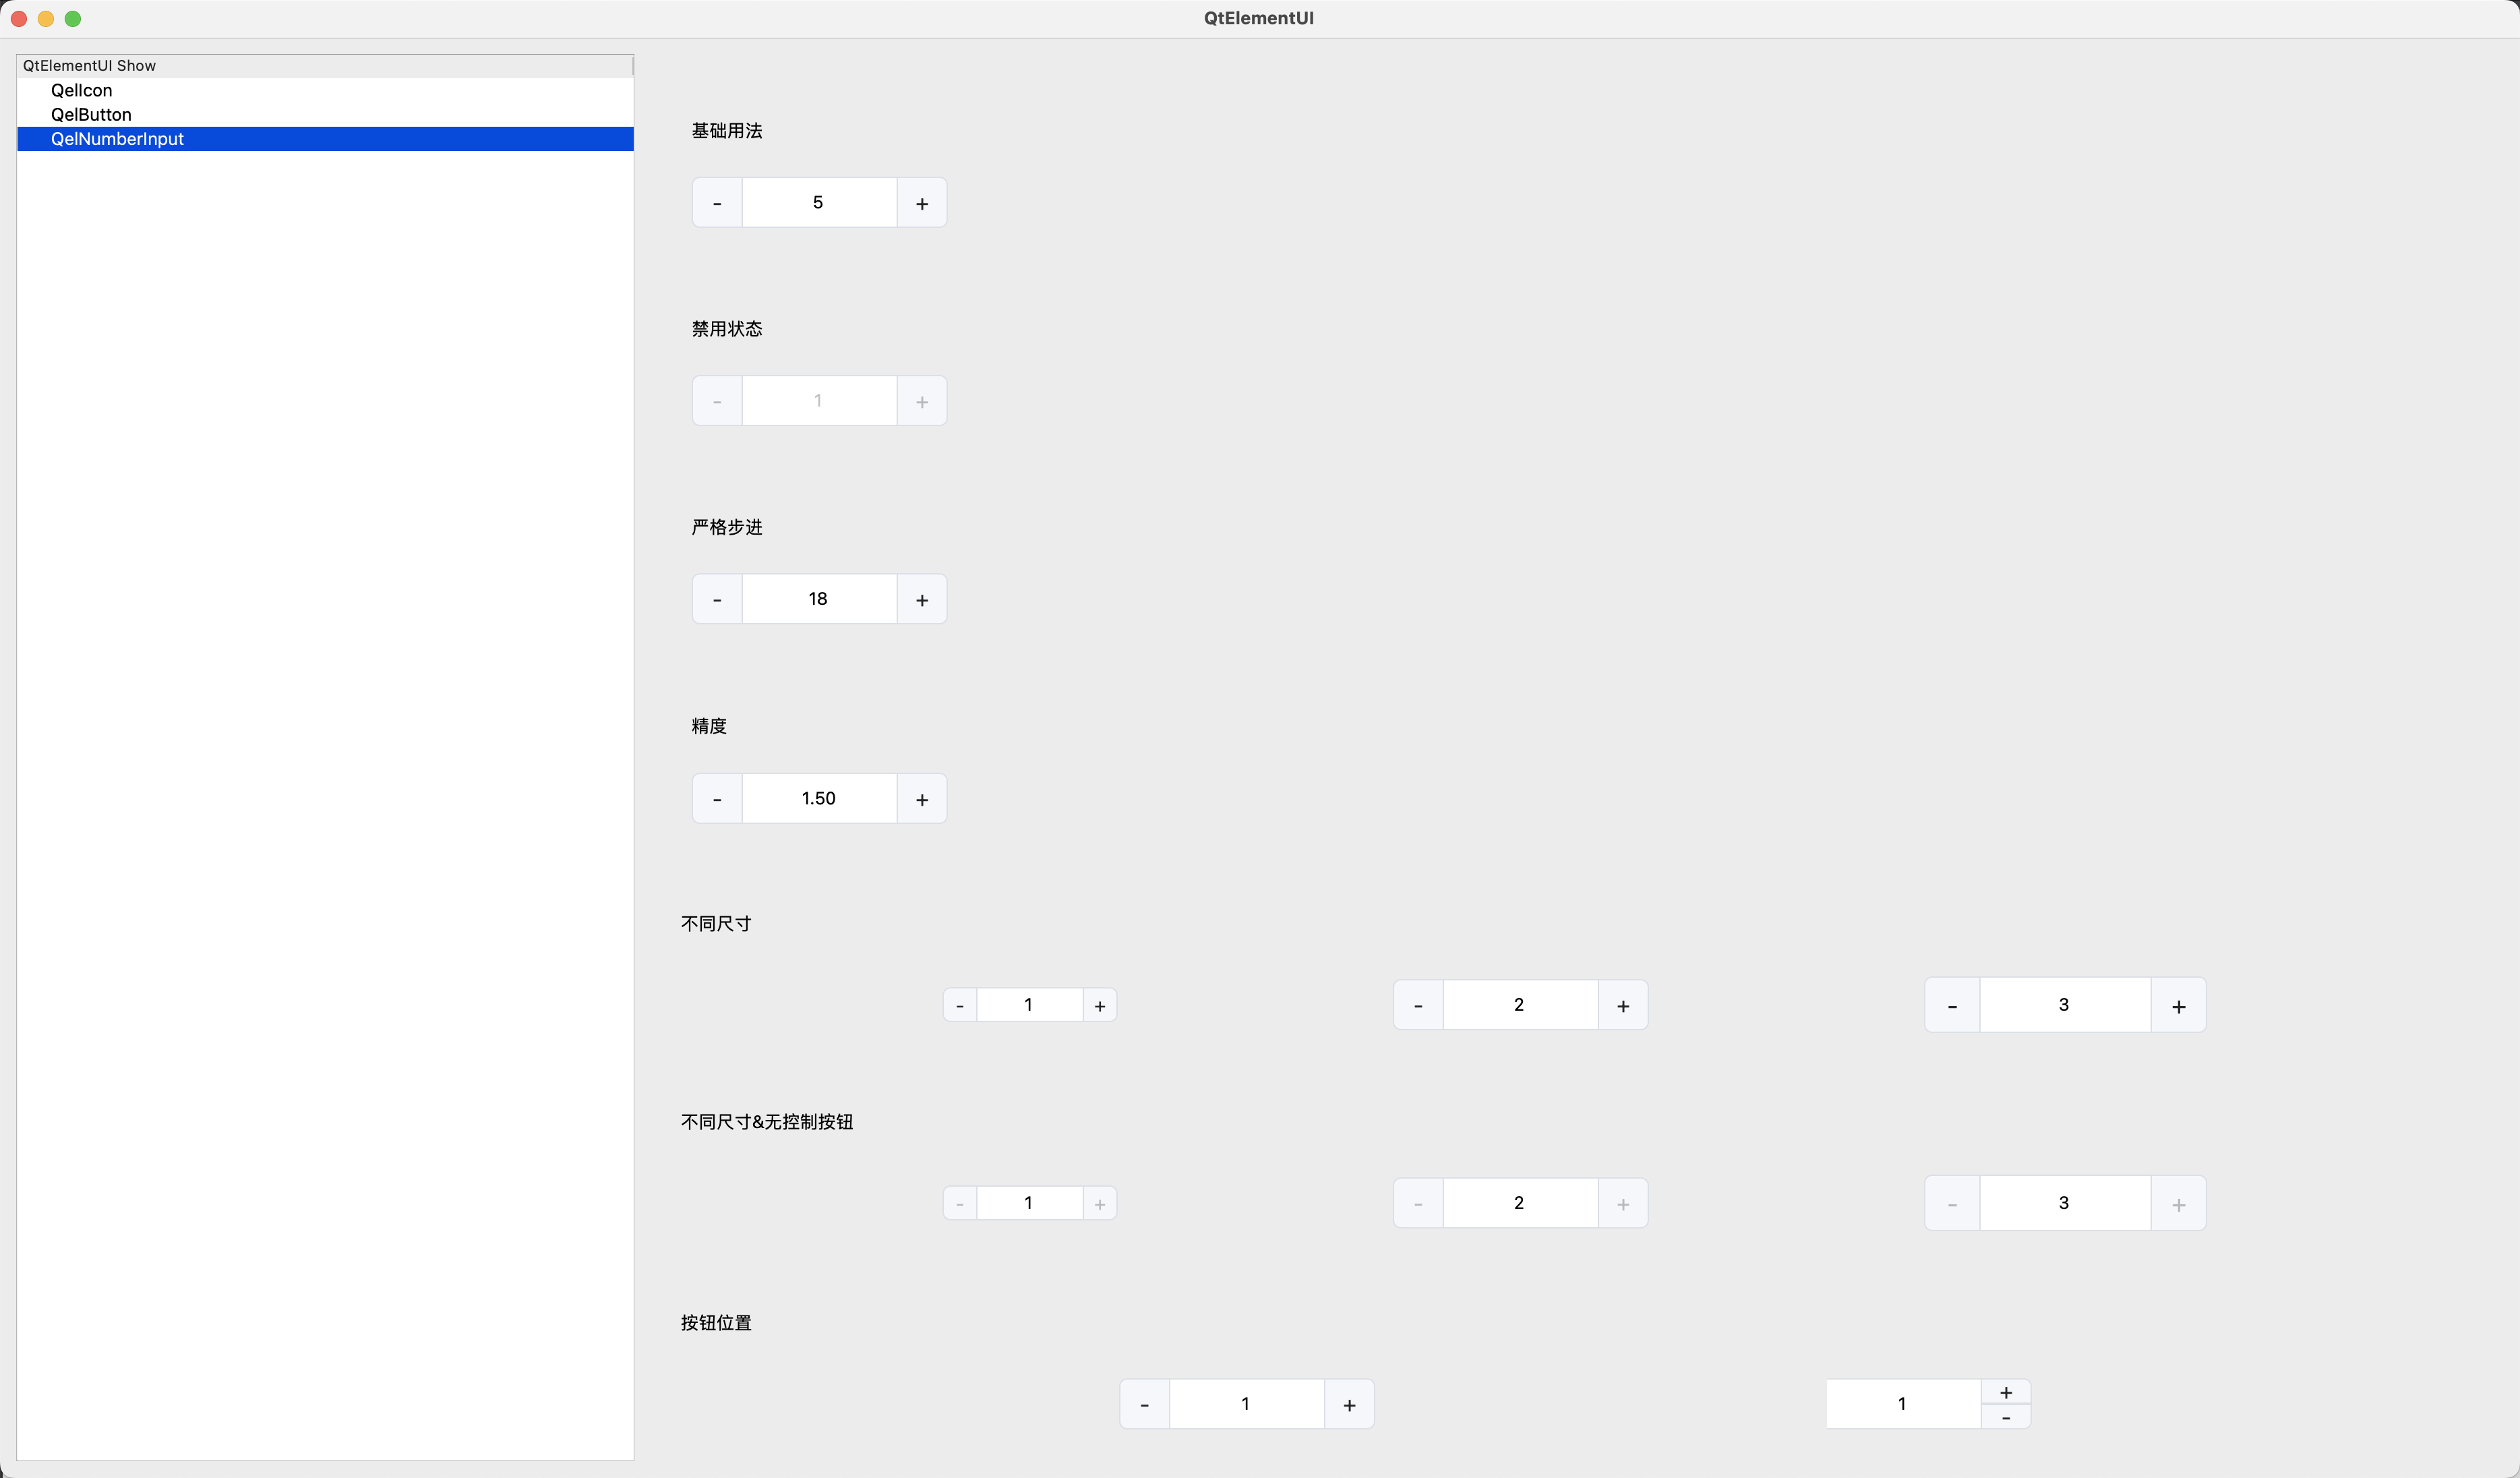 QtElementUI
QtElementUI Show
QelIcon
QelButton
QelNumberInput
基础用法
- 5 +
禁用状态
- 1 +
严格步进
- 18 +
精度
- 1.50 +
不同尺寸
- 1 + - 2 + - 3 +
不同尺寸&无控制按钮
- 1 + - 2 + - 3 +
按钮位置
- 1 + 1 + -